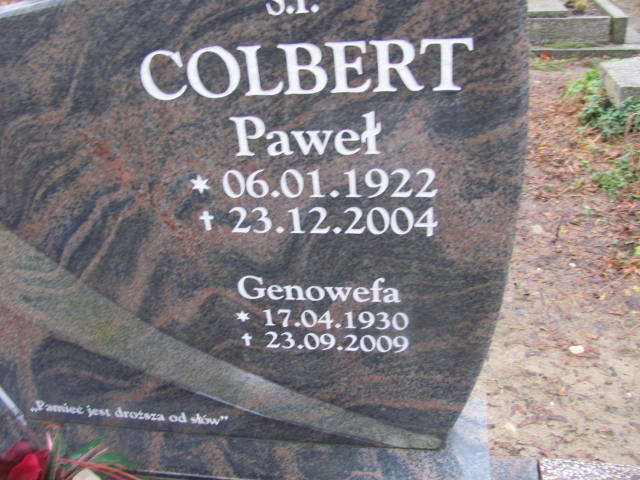 Ś.P.
COLBERT
Paweł
* 06.01.1922
† 23.12.2004
Genowefa
* 17.04.1930
† 23.09.2009
„Pamięć jest droższa od słów”